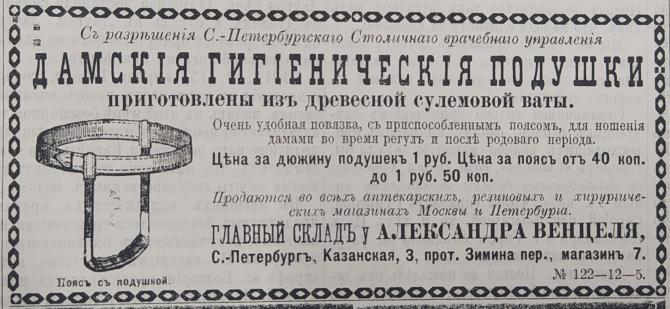 Съ разрѣшенія С.-Петербургскаго Столичнаго врачебнаго управленія
ДАМСКІЯ ГИГІЕНИЧЕСКІЯ ПОДУШКИ
приготовлены изъ древесной сулемовой ваты.
Очень удобная повязка, съ приспособленнымъ поясомъ, для ношенія
дамами во время регулъ и послѣ родоваго періода.
Цѣна за дюжину подушекъ 1 руб. Цѣна за поясъ отъ 40 коп.
до 1 руб. 50 коп.
Продаются во всѣхъ аптекарскихъ, резиновыхъ и хирургиче-
скихъ магазинахъ Москвы и Петербурга.
ГЛАВНЫЙ СКЛАДЪ у АЛЕКСАНДРА ВЕНЦЕЛЯ,
С.-Петербургъ, Казанская, 3, прот. Зимина пер., магазинъ 7.
Поясъ съ подушкой.
№ 122—12—5.